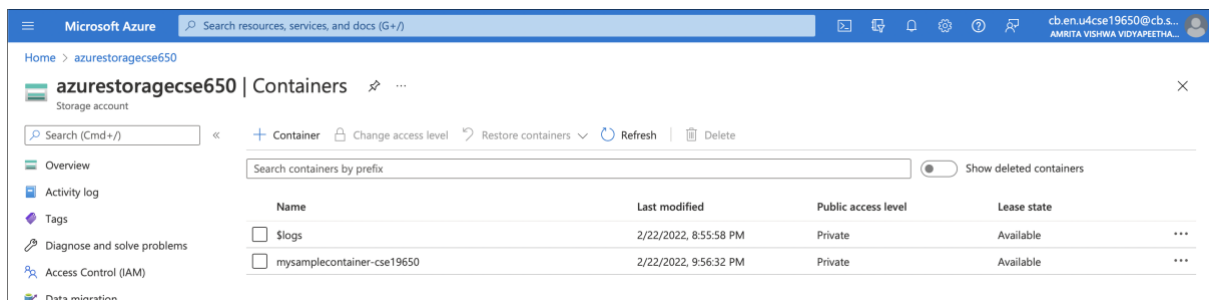 Microsoft Azure
Search resources, services, and docs (G+/)
cb.en.u4cse19650@cb.s...
AMRITA VISHWA VIDYAPEETHA...
Home > azurestoragecse650
azurestoragecse650 | Containers
Storage account
Search (Cmd+/)
Container
Change access level
Restore containers
Refresh
Delete
Overview
Search containers by prefix
Show deleted containers
Activity log
Name
Last modified
Public access level
Lease state
Tags
$logs
2/22/2022, 8:55:58 PM
Private
Available
Diagnose and solve problems
mysamplecontainer-cse19650
2/22/2022, 9:56:32 PM
Private
Available
Access Control (IAM)
Data migration